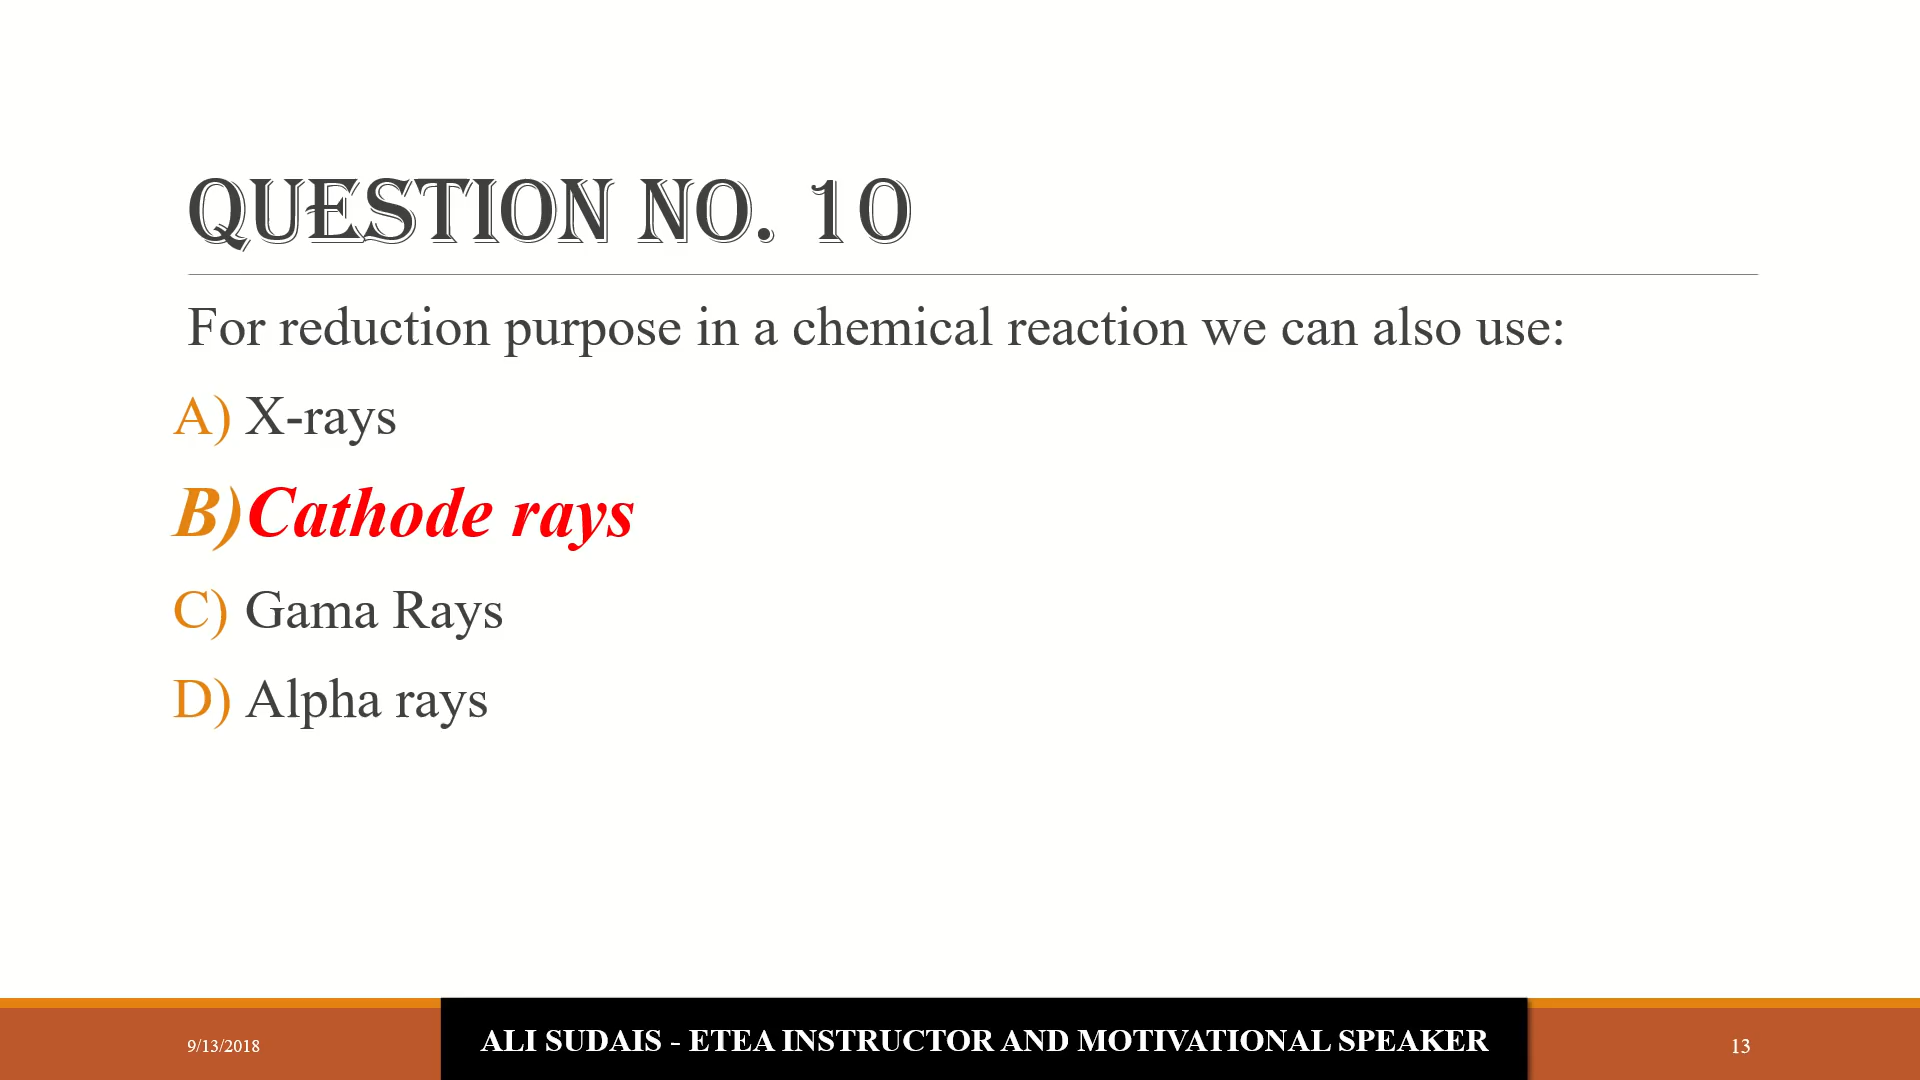 QUESTION NO. 10
For reduction purpose in a chemical reaction we can also use:
A) X-rays
B)Cathode rays
C) Gama Rays
D) Alpha rays
9/13/2018
ALI SUDAIS - ETEA INSTRUCTOR AND MOTIVATIONAL SPEAKER
13